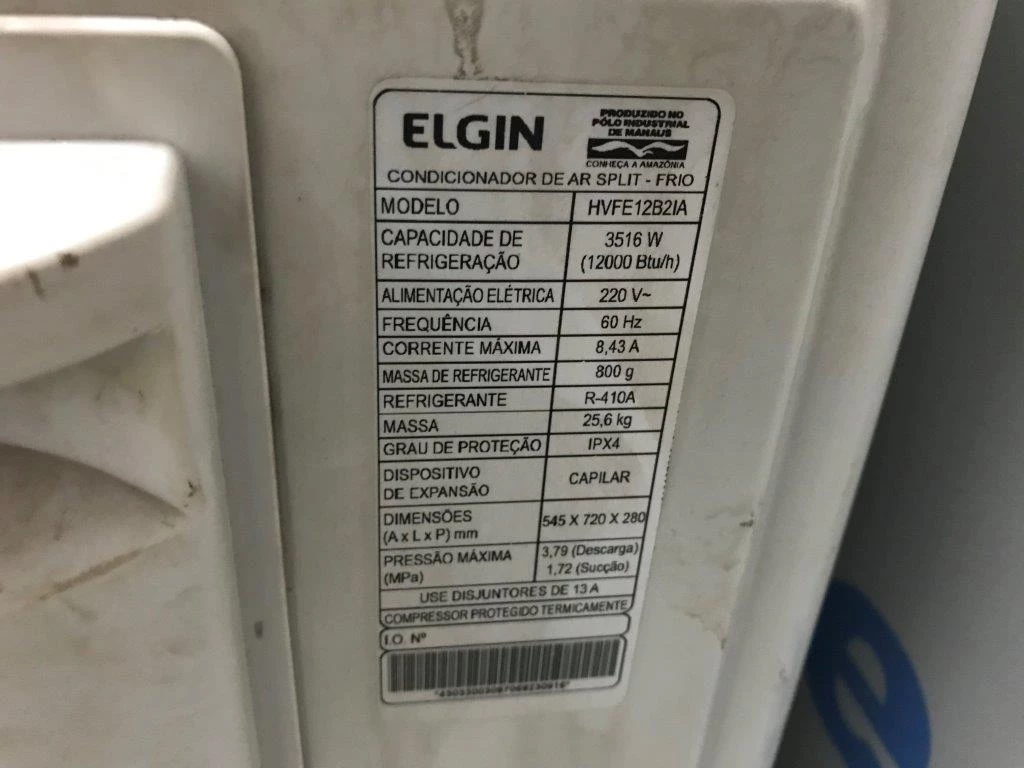 ELGIN
PRODUZIDO NO
PÓLO INDUSTRIAL
DE MANAUS
CONHEÇA A AMAZÔNIA
CONDICIONADOR DE AR SPLIT - FRIO
MODELO HVFE12B2IA
CAPACIDADE DE REFRIGERAÇÃO 3516 W (12000 Btu/h)
ALIMENTAÇÃO ELÉTRICA 220 V~
FREQUÊNCIA 60 Hz
CORRENTE MÁXIMA 8,43 A
MASSA DE REFRIGERANTE 800 g
REFRIGERANTE R-410A
MASSA 25,6 kg
GRAU DE PROTEÇÃO IPX4
DISPOSITIVO DE EXPANSÃO CAPILAR
DIMENSÕES (A x L x P) mm 545 X 720 X 280
PRESSÃO MÁXIMA (MPa) 3,79 (Descarga) 1,72 (Sucção)
USE DISJUNTORES DE 13 A
COMPRESSOR PROTEGIDO TERMICAMENTE
I.O. Nº